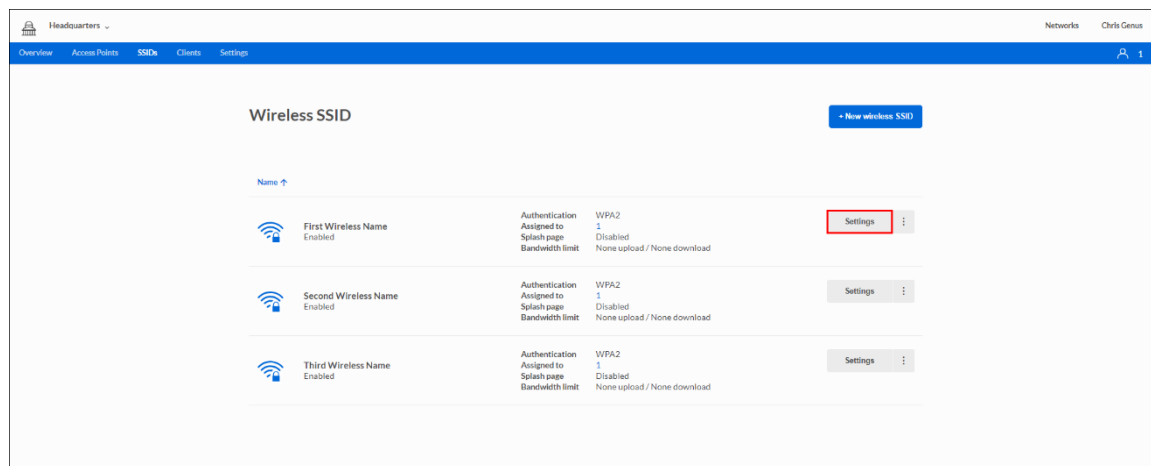 Headquarters
Networks Chris Genus
Overview Access Points SSIDs Clients Settings 1
Wireless SSID
+ New wireless SSID
Name
First Wireless Name
Enabled
Authentication WPA2
Assigned to 1
Splash page Disabled
Bandwidth limit None upload / None download
Settings
Second Wireless Name
Enabled
Authentication WPA2
Assigned to 1
Splash page Disabled
Bandwidth limit None upload / None download
Settings
Third Wireless Name
Enabled
Authentication WPA2
Assigned to 1
Splash page Disabled
Bandwidth limit None upload / None download
Settings